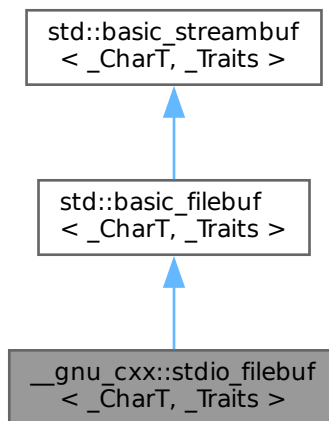 std::basic_streambuf
< _CharT, _Traits >
std::basic_filebuf
< _CharT, _Traits >
__gnu_cxx::stdio_filebuf
< _CharT, _Traits >